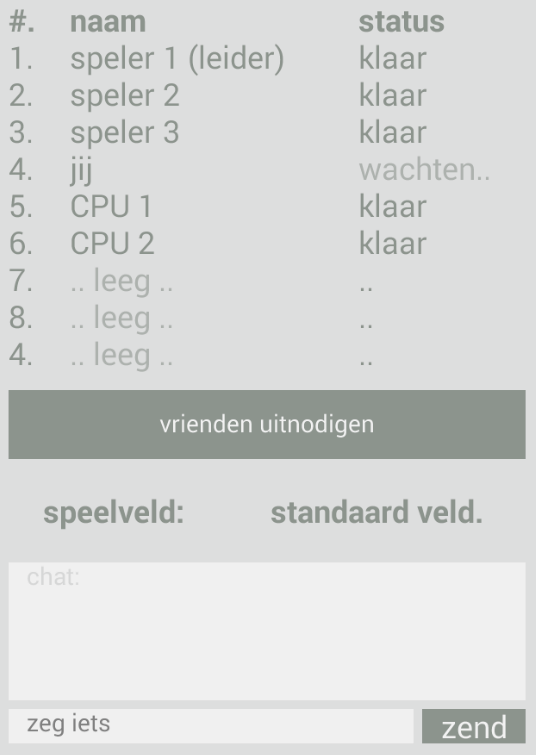 #. naam status
1. speler 1 (leider) klaar
2. speler 2 klaar
3. speler 3 klaar
4. jij wachten..
5. CPU 1 klaar
6. CPU 2 klaar
7. .. leeg .. ..
8. .. leeg .. ..
4. .. leeg .. ..
vrienden uitnodigen
speelveld: standaard veld.
chat:
zeg iets zend